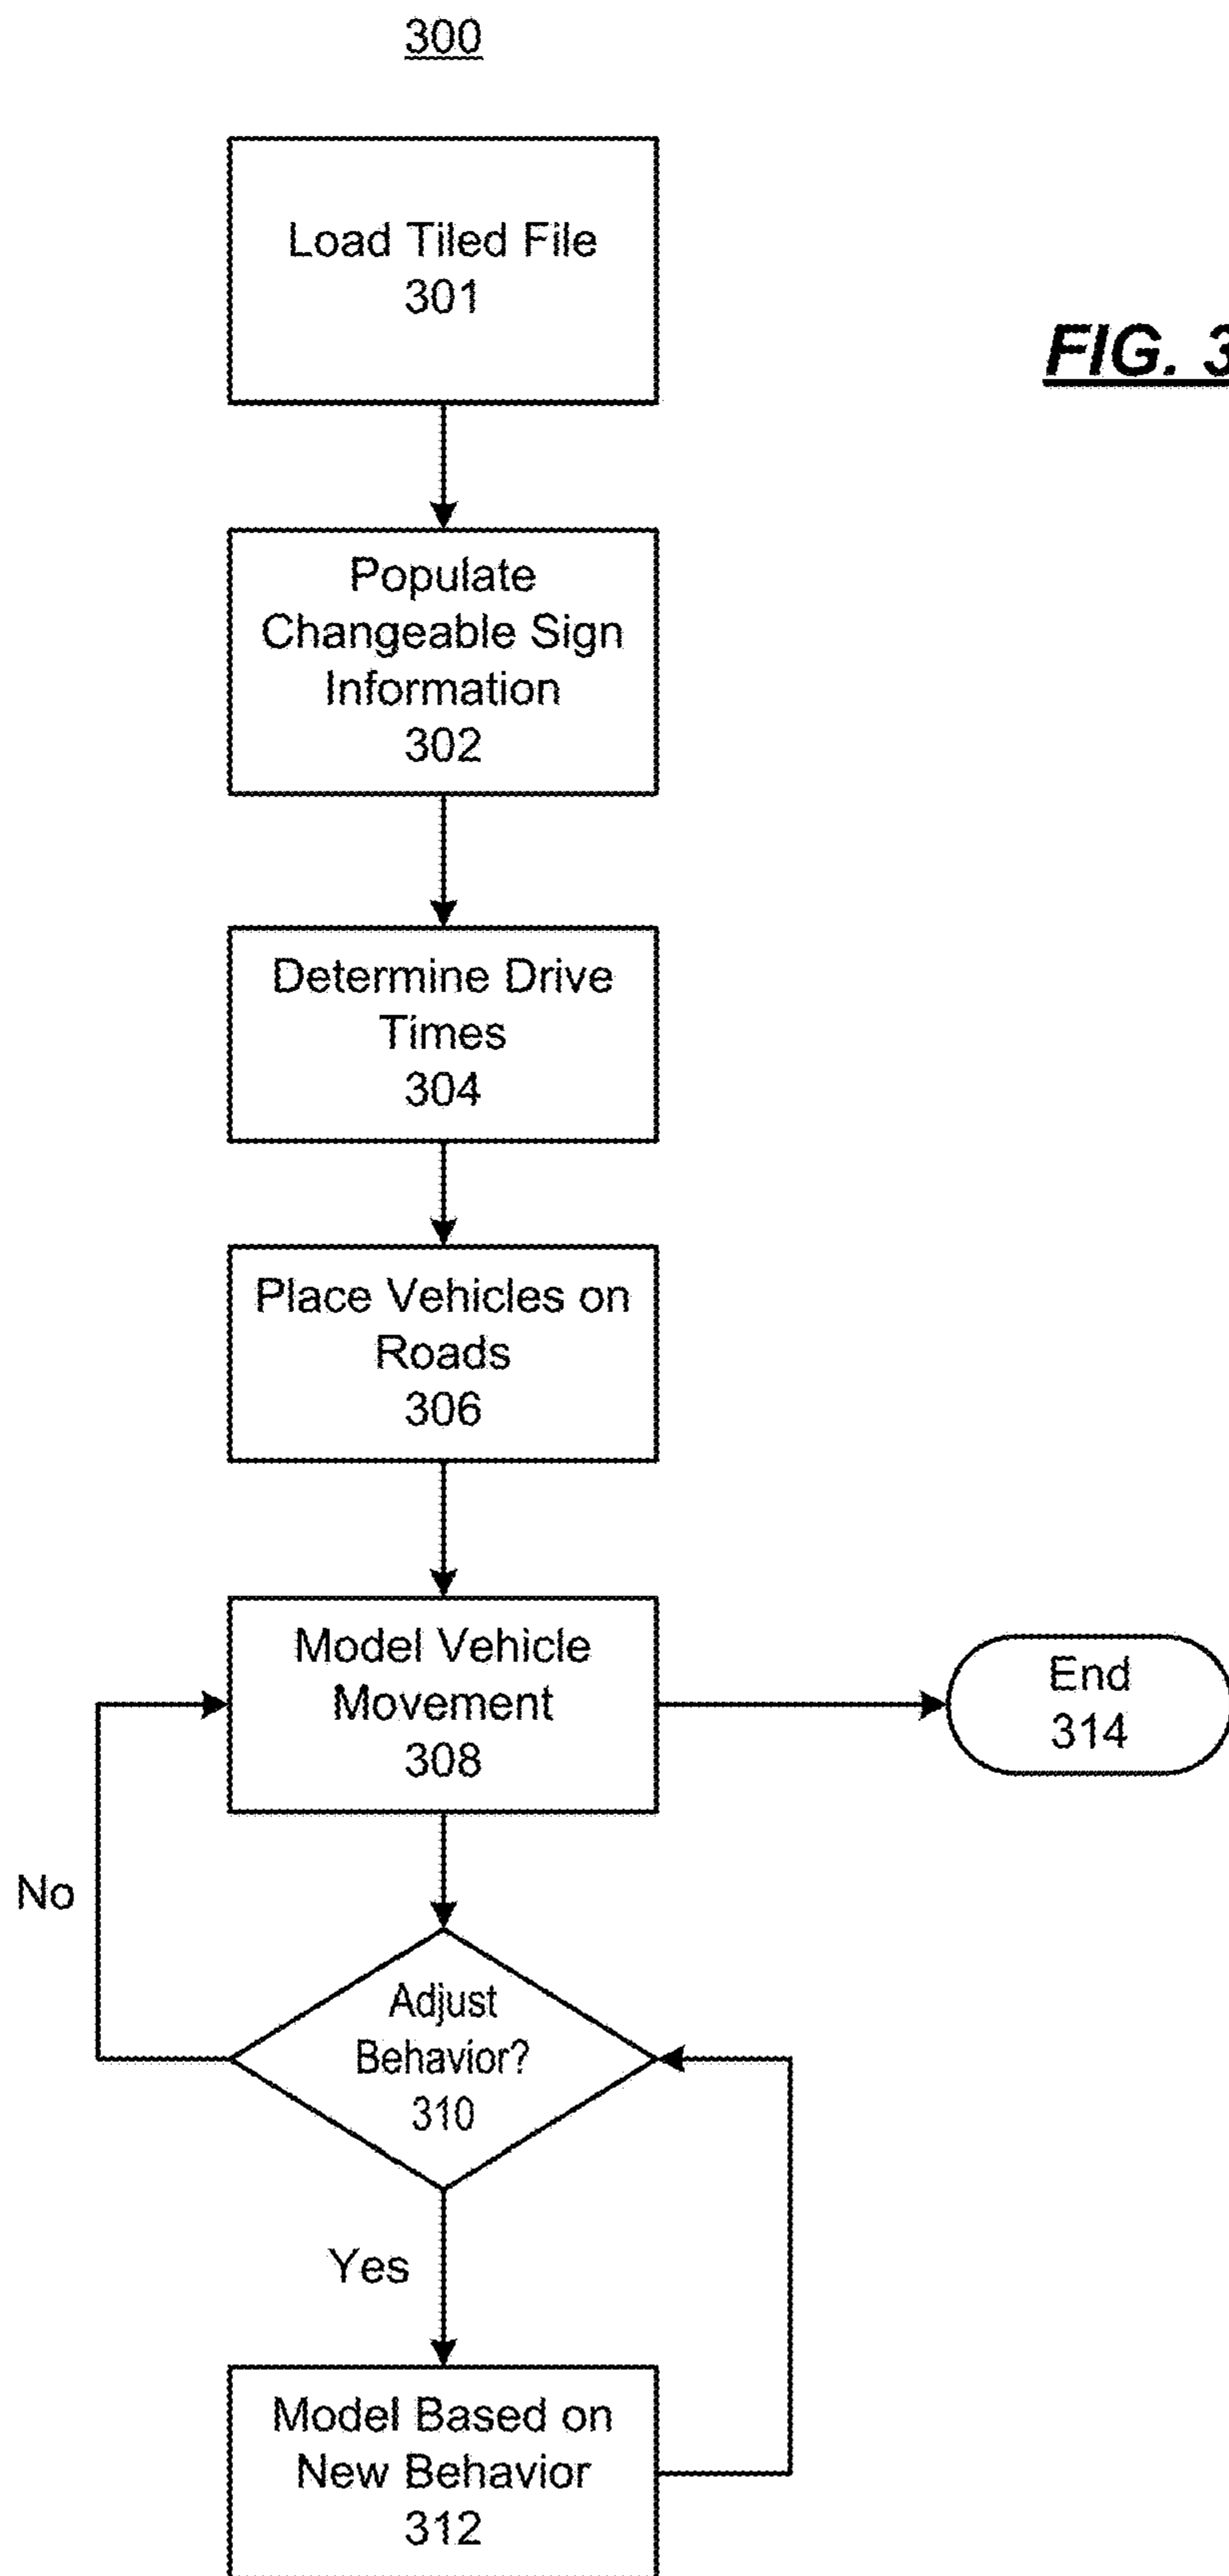 300
Load Tiled File
301
FIG. 3
Populate
Changeable Sign
Information
302
Determine Drive
Times
304
Place Vehicles on
Roads
306
Model Vehicle
Movement
308
End
314
No
Adjust
Behavior?
310
Yes
Model Based on
New Behavior
312